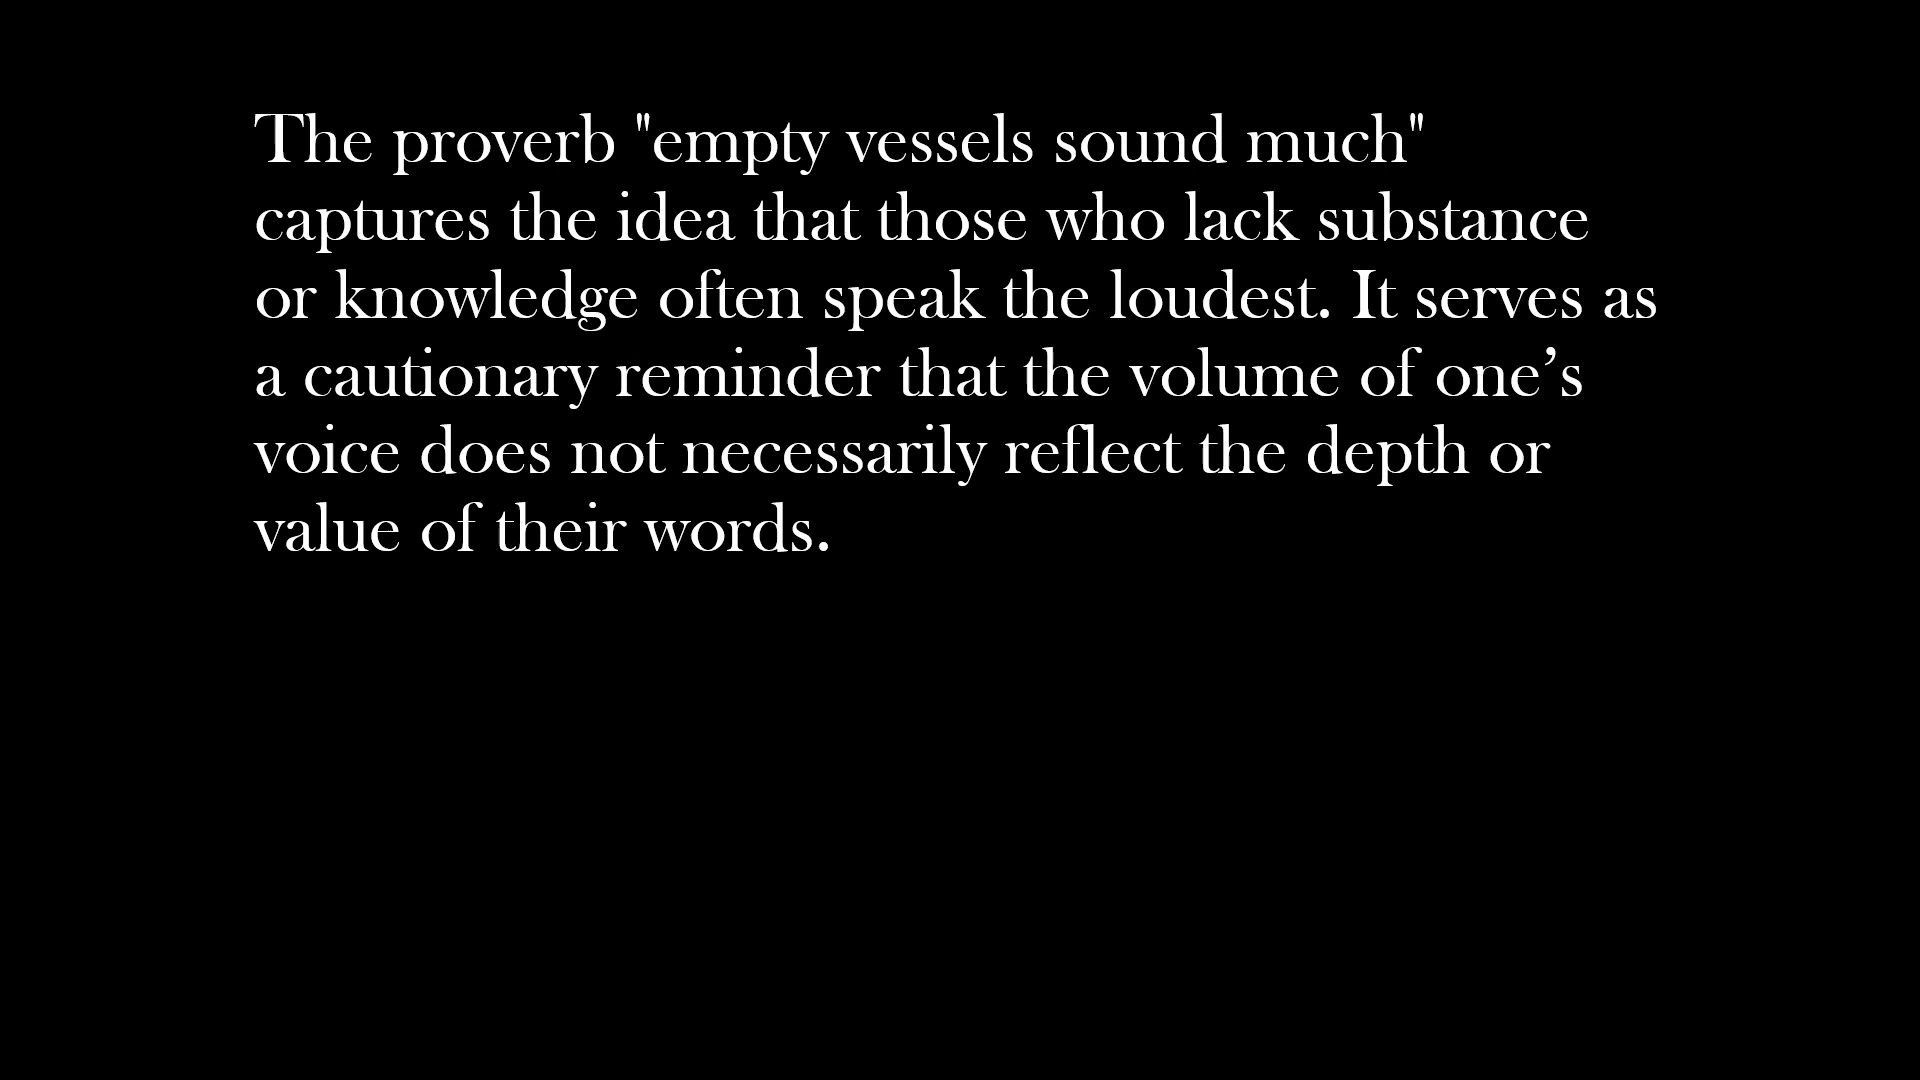 The proverb "empty vessels sound much"
captures the idea that those who lack substance
or knowledge often speak the loudest. It serves as
a cautionary reminder that the volume of one’s
voice does not necessarily reflect the depth or
value of their words.